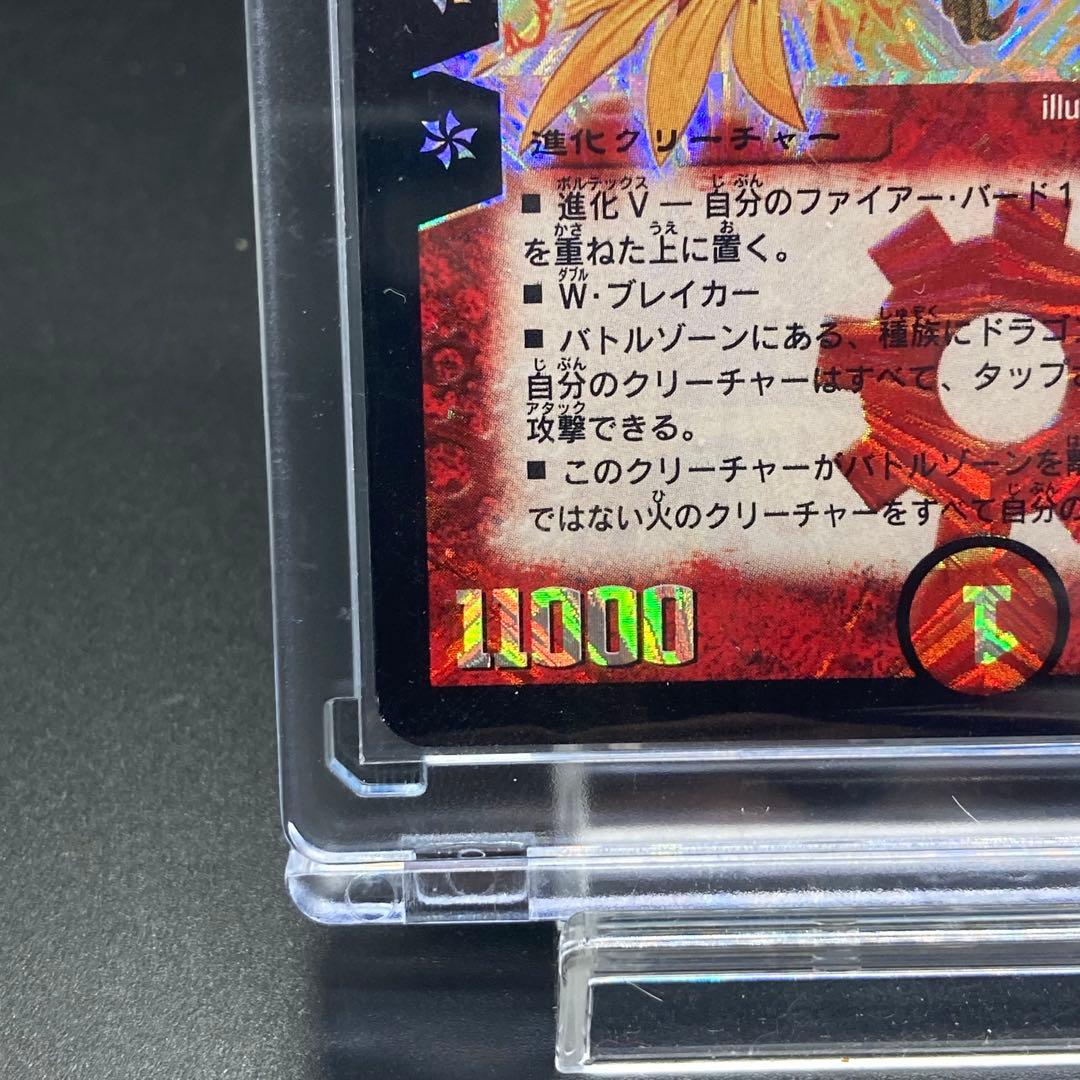 illu
進化クリーチャー
■ 進化V — 自分のファイアー・バード1
を重ねた上に置く。
■ W・ブレイカー
■ バトルゾーンにある、種族にドラゴ
自分のクリーチャーはすべて、タップ
攻撃できる。
■ このクリーチャーがバトルゾーンを
ではない火のクリーチャーをすべて自分の
11000